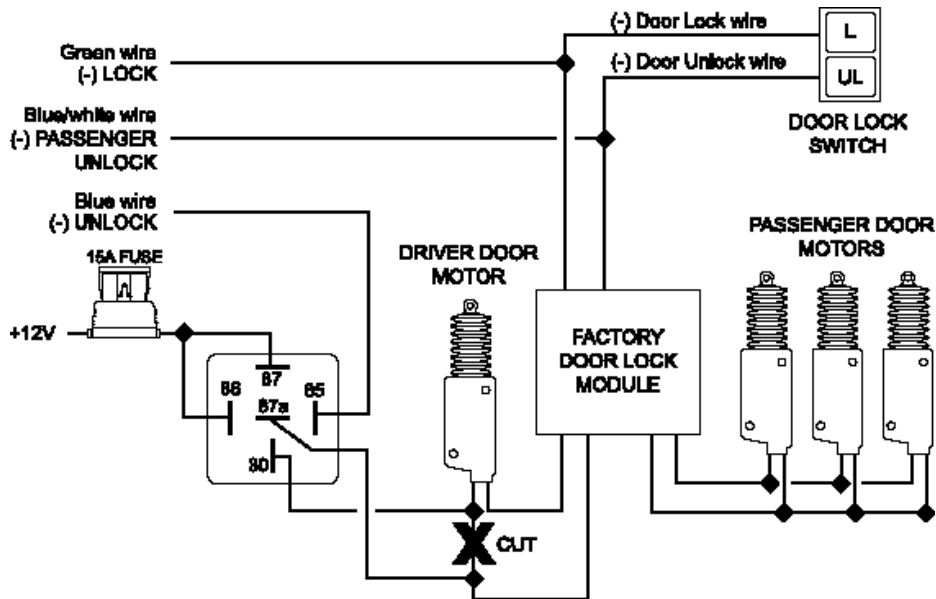 (-) Door Lock wire
L
Green wire
(-) LOCK
(-) Door Unlock wire
UL
DOOR LOCK
SWITCH
Blue/white wire
(-) PASSENGER
UNLOCK
Blue wire
(-) UNLOCK
15A FUSE
+12V
DRIVER DOOR
MOTOR
PASSENGER DOOR
MOTORS
FACTORY
DOOR LOCK
MODULE
87
86
85
87a
30
X CUT